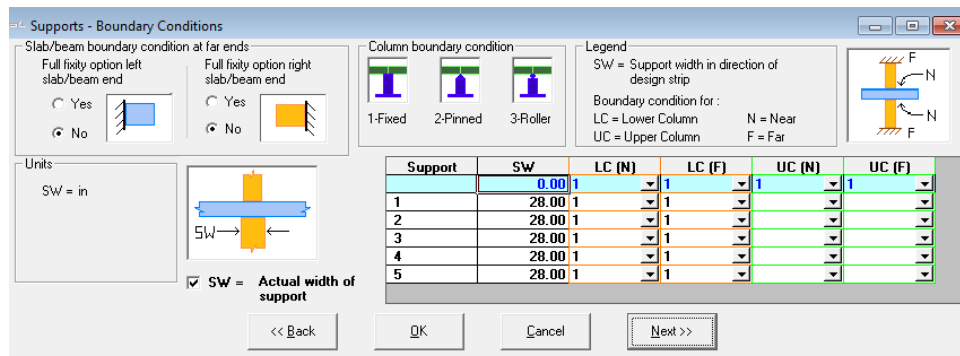 Supports - Boundary Conditions
Slab/beam boundary condition at far ends
Full fixity option left
slab/beam end
Yes
No
Full fixity option right
slab/beam end
Yes
No
Column boundary condition
1-Fixed 2-Pinned 3-Roller
Legend
SW = Support width in direction of
design strip
Boundary condition for :
LC = Lower Column N = Near
UC = Upper Column F = Far
F
N
N
F
Units
SW = in
SW
SW = Actual width of
support
Support SW LC (N) LC (F) UC (N) UC (F)
0.00 1 1 1 1
1 28.00 1 1
2 28.00 1 1
3 28.00 1 1
4 28.00 1 1
5 28.00 1 1
<< Back OK Cancel Next >>